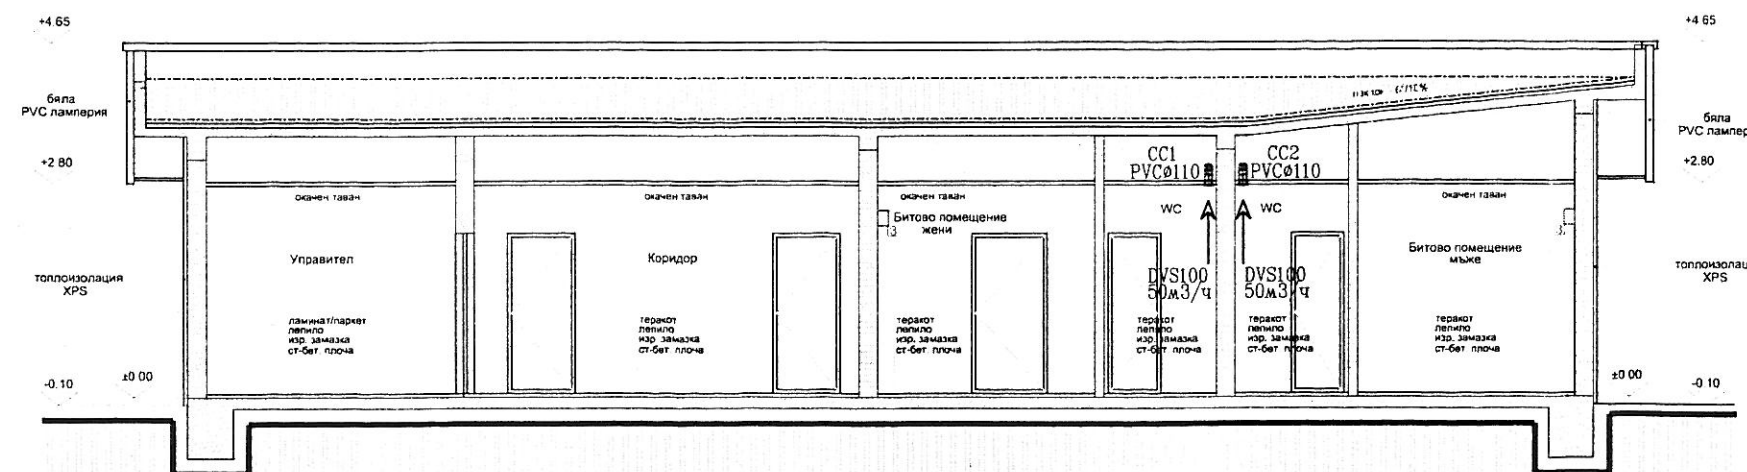 +4.65
+4.65
бяла
PVC ламперия
бяла
PVC лампер
+2.80
+2.80
CC1
PVCø110
CC2
PVCø110
окачен таван
окачен таван
окачен таван
окачен таван
WC
WC
Битово помещение
жени
Управител
Коридор
Битово помещение
мъже
топлоизолация
XPS
топлоизолац
XPS
DVS100
50м3/ч
DVS100
50м3/ч
ламинат/паркет
лепило
изр. замазка
ст-бет. плоча
теракот
лепило
изр. замазка
ст-бет. плоча
теракот
лепило
изр. замазка
ст-бет. плоча
теракот
лепило
изр. замазка
ст-бет. плоча
теракот
лепило
изр. замазка
ст-бет. плоча
теракот
лепило
изр. замазка
ст-бет. плоча
-0.10
±0.00
±0.00
-0.10